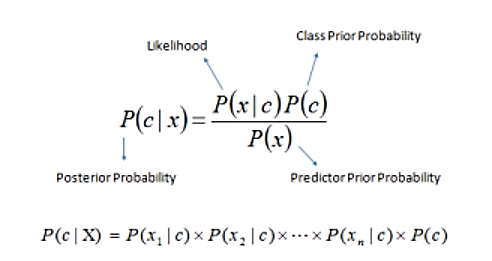 Likelihood
Class Prior Probability
P(c | x) = P(x | c)P(c) / P(x)
Posterior Probability
Predictor Prior Probability
P(c | X) = P(x₁ | c) × P(x₂ | c) × ⋯ × P(xₙ | c) × P(c)